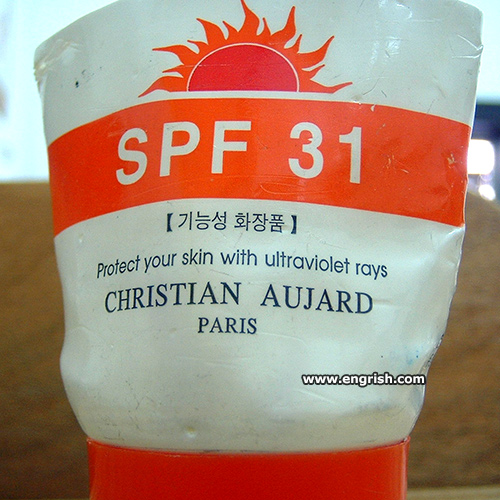 SPF 31
【기능성 화장품】
Protect your skin with ultraviolet rays
CHRISTIAN AUJARD
PARIS
www.engrish.com